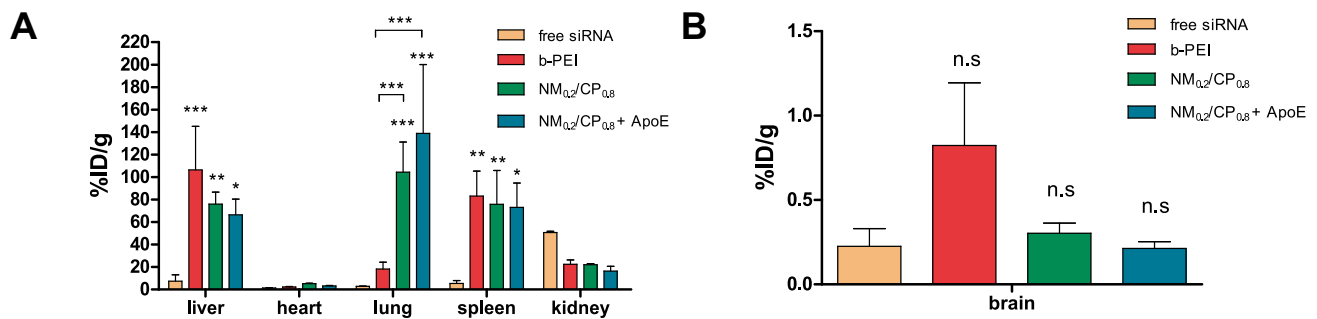 A
%ID/g
220
200
180
160
140
120
100
80
60
40
20
0
*** ** *
*** *** *** ***
** ** *
liver heart lung spleen kidney
free siRNA
b-PEI
NM0.2/CP0.8
NM0.2/CP0.8 + ApoE
B
%ID/g
1.5
1.0
0.5
0.0
n.s
n.s
n.s
brain
free siRNA
b-PEI
NM0.2/CP0.8
NM0.2/CP0.8 + ApoE